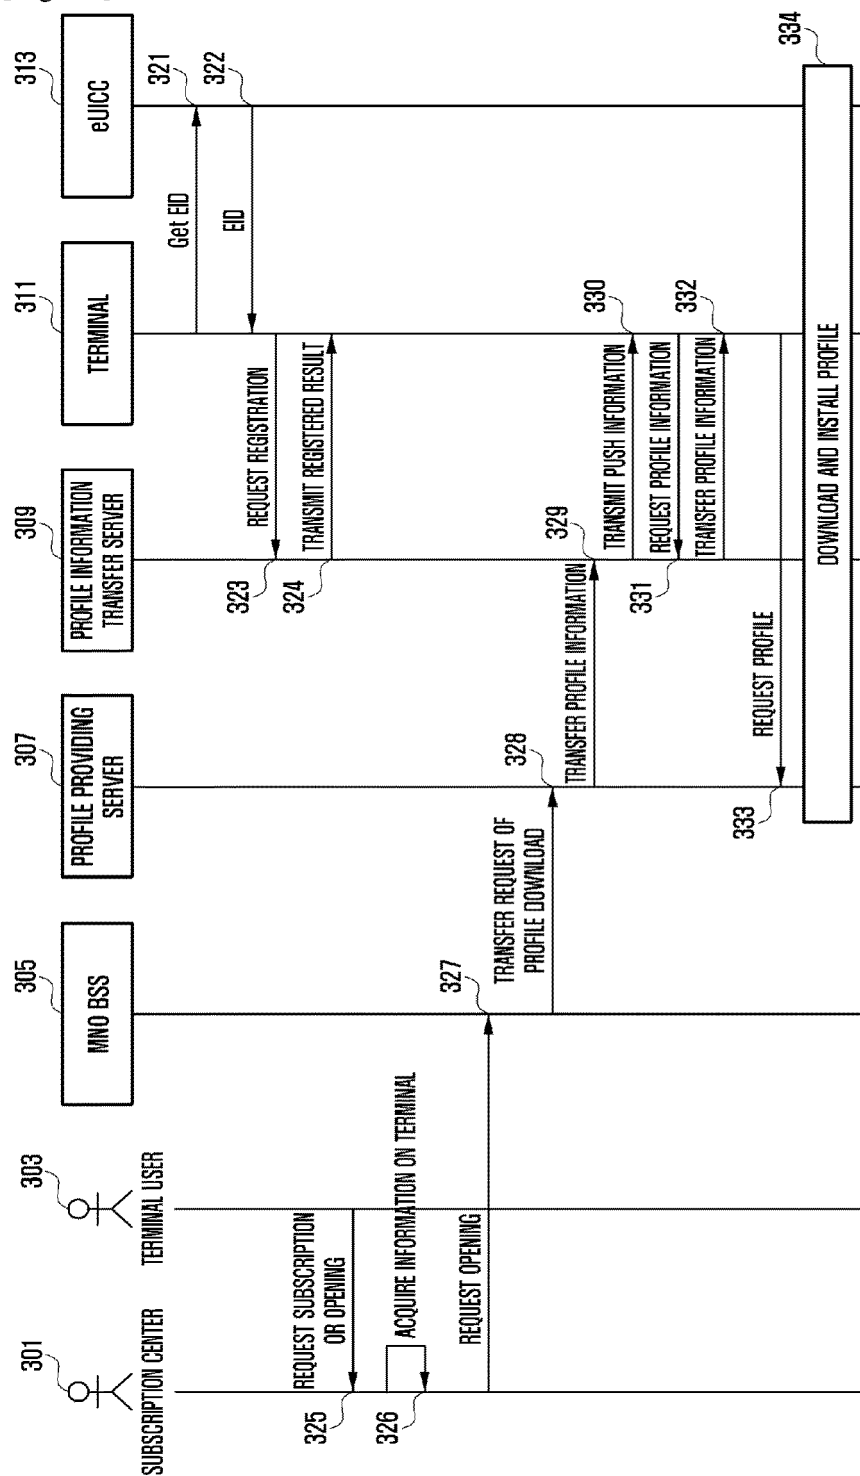 301
SUBSCRIPTION CENTER
303
TERMINAL USER
305
MNO BSS
307
PROFILE PROVIDING
SERVER
309
PROFILE INFORMATION
TRANSFER SERVER
311
TERMINAL
313
eUICC
Get EID
321
EID
322
REQUEST REGISTRATION
323
TRANSMIT REGISTERED RESULT
324
REQUEST SUBSCRIPTION
OR OPENING
325
ACQUIRE INFORMATION ON TERMINAL
326
REQUEST OPENING
327
TRANSFER REQUEST OF
PROFILE DOWNLOAD
328
TRANSFER PROFILE INFORMATION
329
TRANSMIT PUSH INFORMATION
330
REQUEST PROFILE INFORMATION
331
TRANSFER PROFILE INFORMATION
332
REQUEST PROFILE
333
DOWNLOAD AND INSTALL PROFILE
334